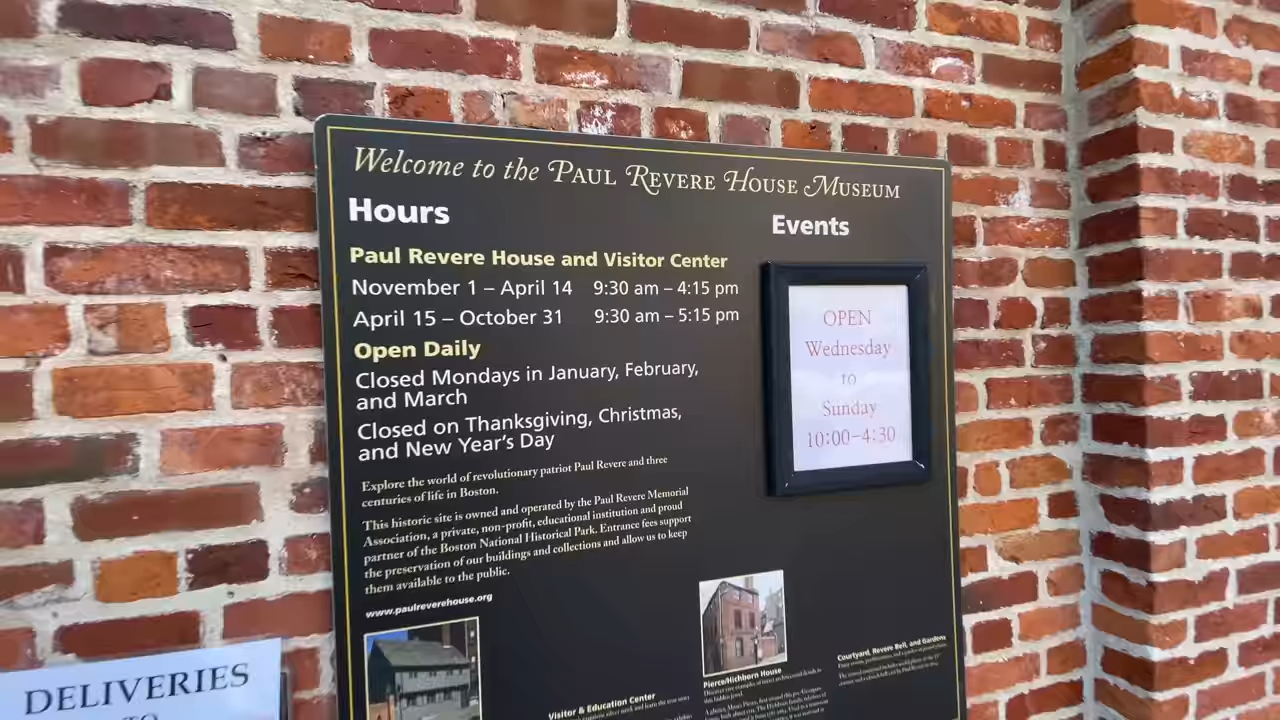 Welcome to the PAUL REVERE HOUSE MUSEUM
Hours
Paul Revere House and Visitor Center
November 1 – April 14 9:30 am – 4:15 pm
April 15 – October 31 9:30 am – 5:15 pm
Open Daily
Closed Mondays in January, February,
and March
Closed on Thanksgiving, Christmas,
and New Year's Day
Explore the world of revolutionary patriot Paul Revere and three
centuries of life in Boston.
This historic site is owned and operated by the Paul Revere Memorial
Association, a private, non-profit, educational institution and proud
partner of the Boston National Historical Park. Entrance fees support
the preservation of our buildings and collections and allow us to keep
them available to the public.
www.paulreverehouse.org
Events
OPEN
Wednesday
to
Sunday
10:00-4:30
Visitor & Education Center
Pierce/Hichborn House
Courtyard, Revere Bell, and Gardens
DELIVERIES
TO